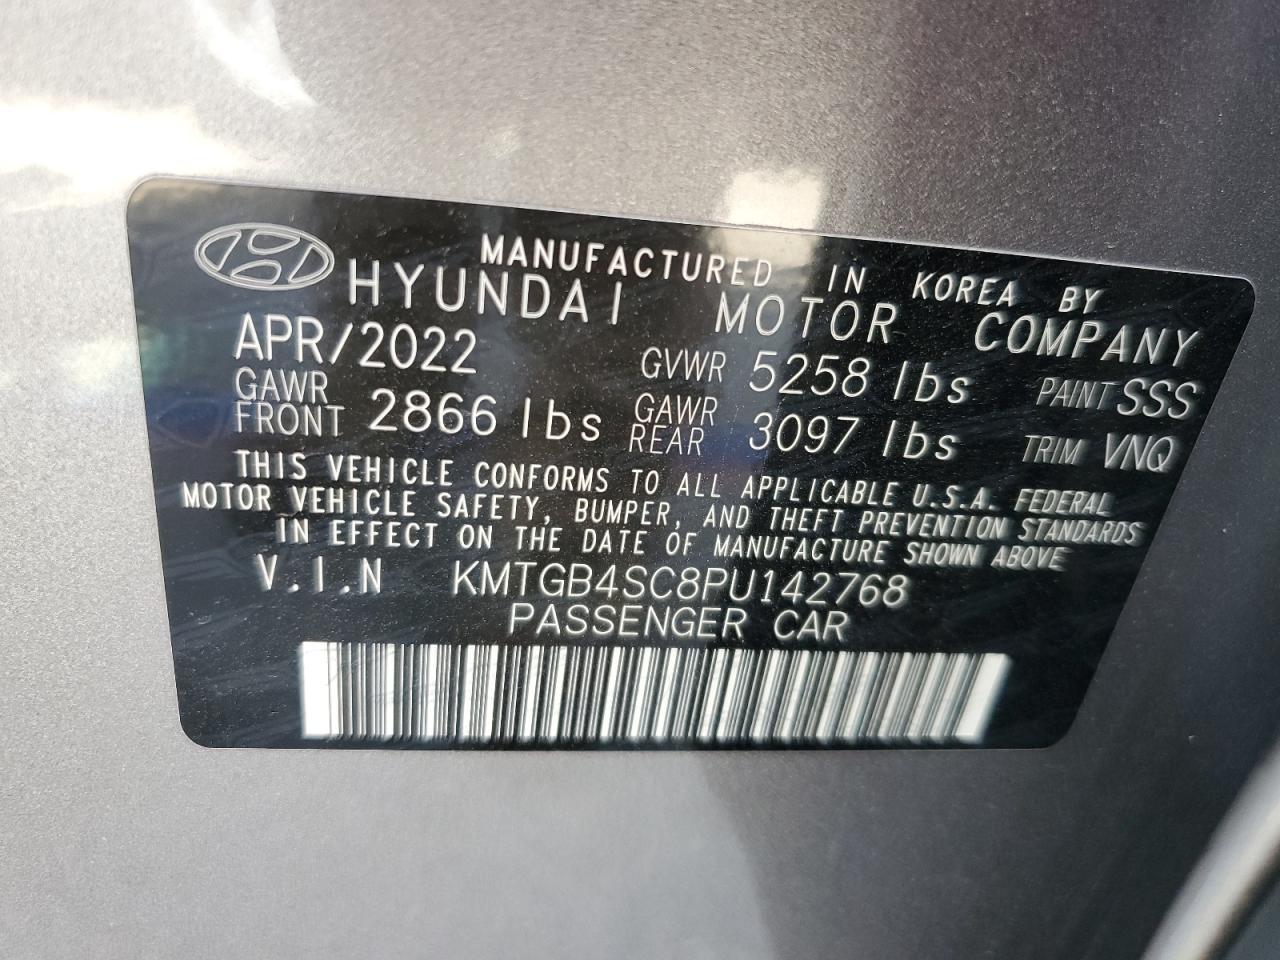 MANUFACTURED IN KOREA BY
HYUNDAI MOTOR COMPANY
APR/2022 GVWR 5258 lbs PAINT SSS
GAWR FRONT 2866 lbs GAWR REAR 3097 lbs TRIM VNQ
THIS VEHICLE CONFORMS TO ALL APPLICABLE U.S.A. FEDERAL
MOTOR VEHICLE SAFETY, BUMPER, AND THEFT PREVENTION STANDARDS
IN EFFECT ON THE DATE OF MANUFACTURE SHOWN ABOVE
V.I.N KMTGB4SC8PU142768
PASSENGER CAR